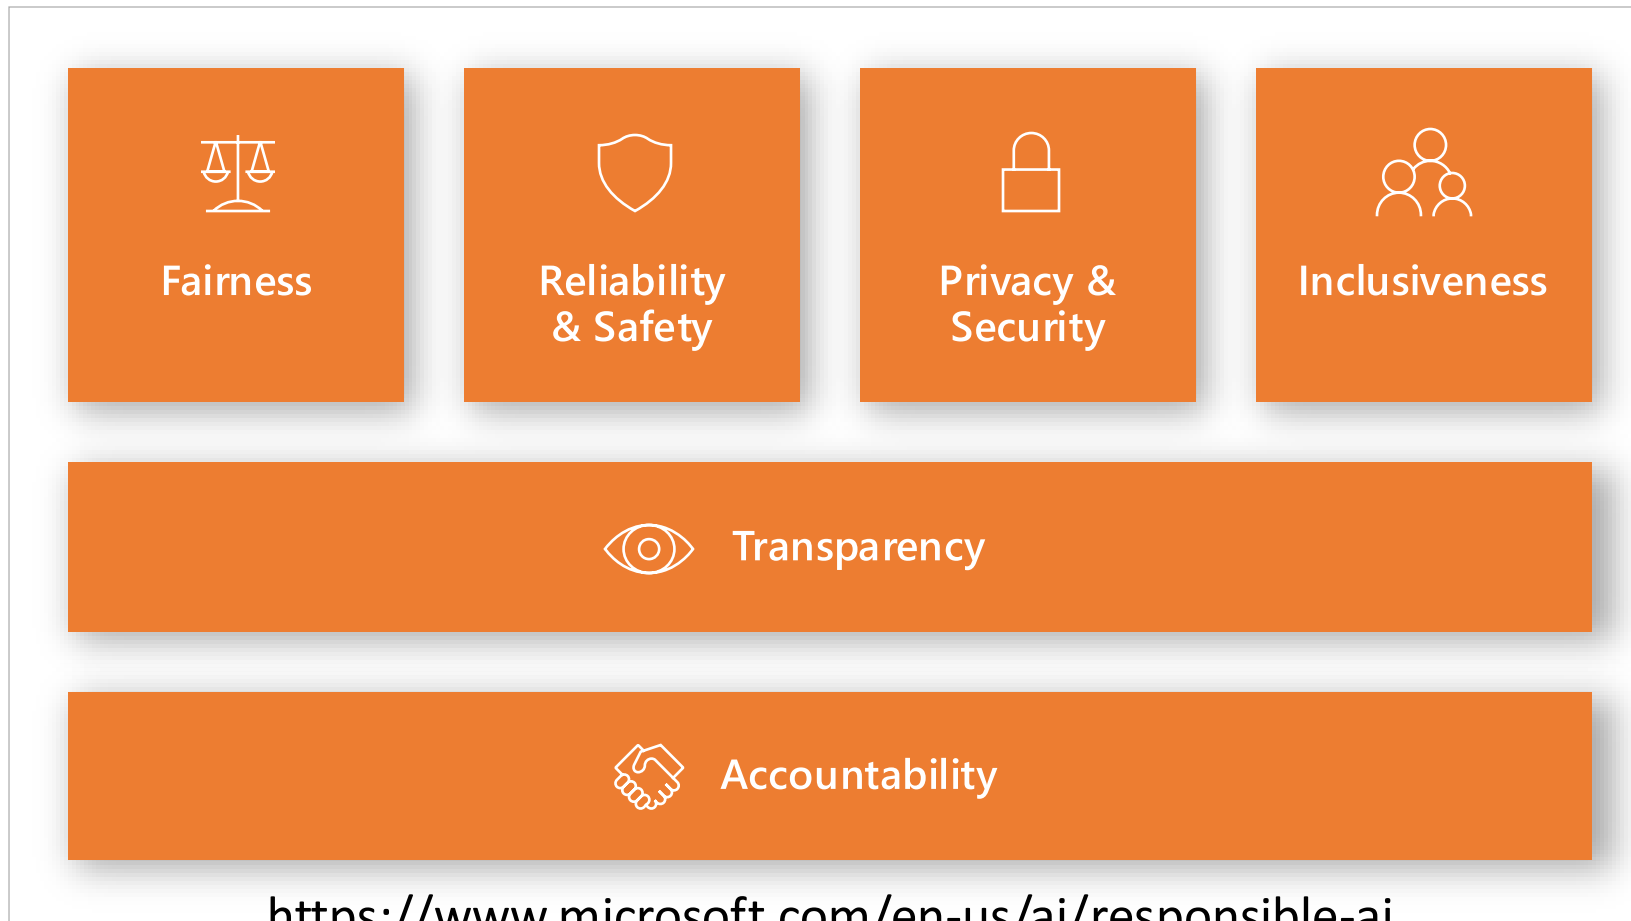 Fairness
Reliability
& Safety
Privacy &
Security
Inclusiveness
Transparency
Accountability
https://www.microsoft.com/en-us/ai/responsible-ai